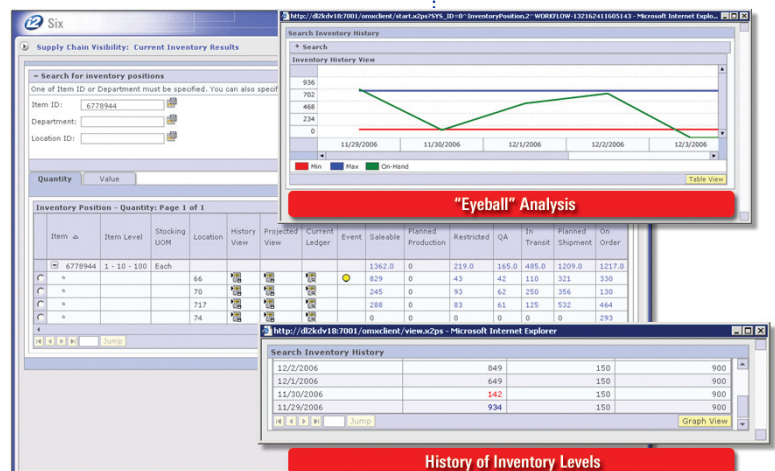 http://dl2kdv18:7001/omxclient/start.x2ps?SYS_ID=0^InventoryPosition.2^WORKFLOW-132162411605143 - Microsoft Internet Explo...
i2 Six
Search Inventory History
Supply Chain Visibility: Current Inventory Results
+ Search
Inventory History View
− Search for inventory positions
One of Item ID or Department must be specified. You can also specif
936
702
468
234
0
Item ID: 6778944
Department:
Location ID:
11/29/2006 11/30/2006 12/1/2006 12/2/2006 12/3/2006
Min Max On-Hand
Table View
Quantity Value
"Eyeball" Analysis
Inventory Position - Quantity: Page 1 of 1
Item Item Level Stocking UOM Location History View Projected View Current Ledger Event Saleable Planned Production Restricted QA In Transit Planned Shipment On Order
6778944 1 - 10 - 100 Each 1362.0 0 219.0 165.0 485.0 1209.0 1217.0
" 66 829 0 43 42 110 321 330
" 70 245 0 93 62 250 356 130
" 717 288 0 83 61 125 532 464
" 74 0 0 0 0 0 0 293
Jump
http://dl2kdv18:7001/omxclient/view.x2ps - Microsoft Internet Explorer
Search Inventory History
12/2/2006 849 150 900
12/1/2006 649 150 900
11/30/2006 142 150 900
11/29/2006 934 150 900
Jump
Graph View
History of Inventory Levels